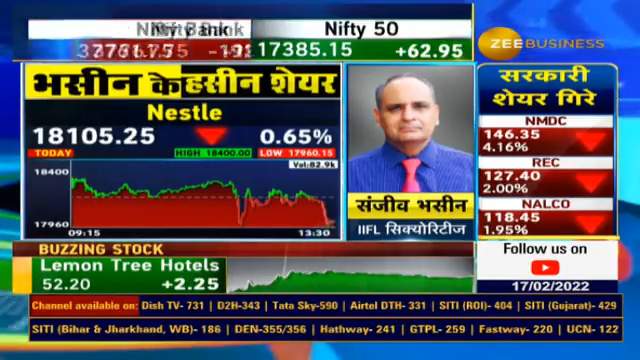 Nifty 50
17385.15 +62.95
ZEE BUSINESS
भसीन के हसीन शेयर
Nestle
18105.25 0.65%
TODAY HIGH 18400.00 LOW 17960.15
Vol:82.9k
18400
17960
09:15 13:30
संजीव भसीन
IIFL सिक्योरिटीज
सरकारी
शेयर गिरे
NMDC
146.35
4.16%
REC
127.40
2.00%
NALCO
118.45
1.95%
BUZZING STOCK
Lemon Tree Hotels
52.20 +2.25
Follow us on
17/02/2022
Channel available on: Dish TV- 731 | D2H-343 | Tata Sky-590 | Airtel DTH- 331 | SITI (ROI)- 404 | SITI (Gujarat)- 429
SITI (Bihar & Jharkhand, WB)- 186 | DEN-355/356 | Hathway- 241 | GTPL- 259 | Fastway- 220 | UCN- 122